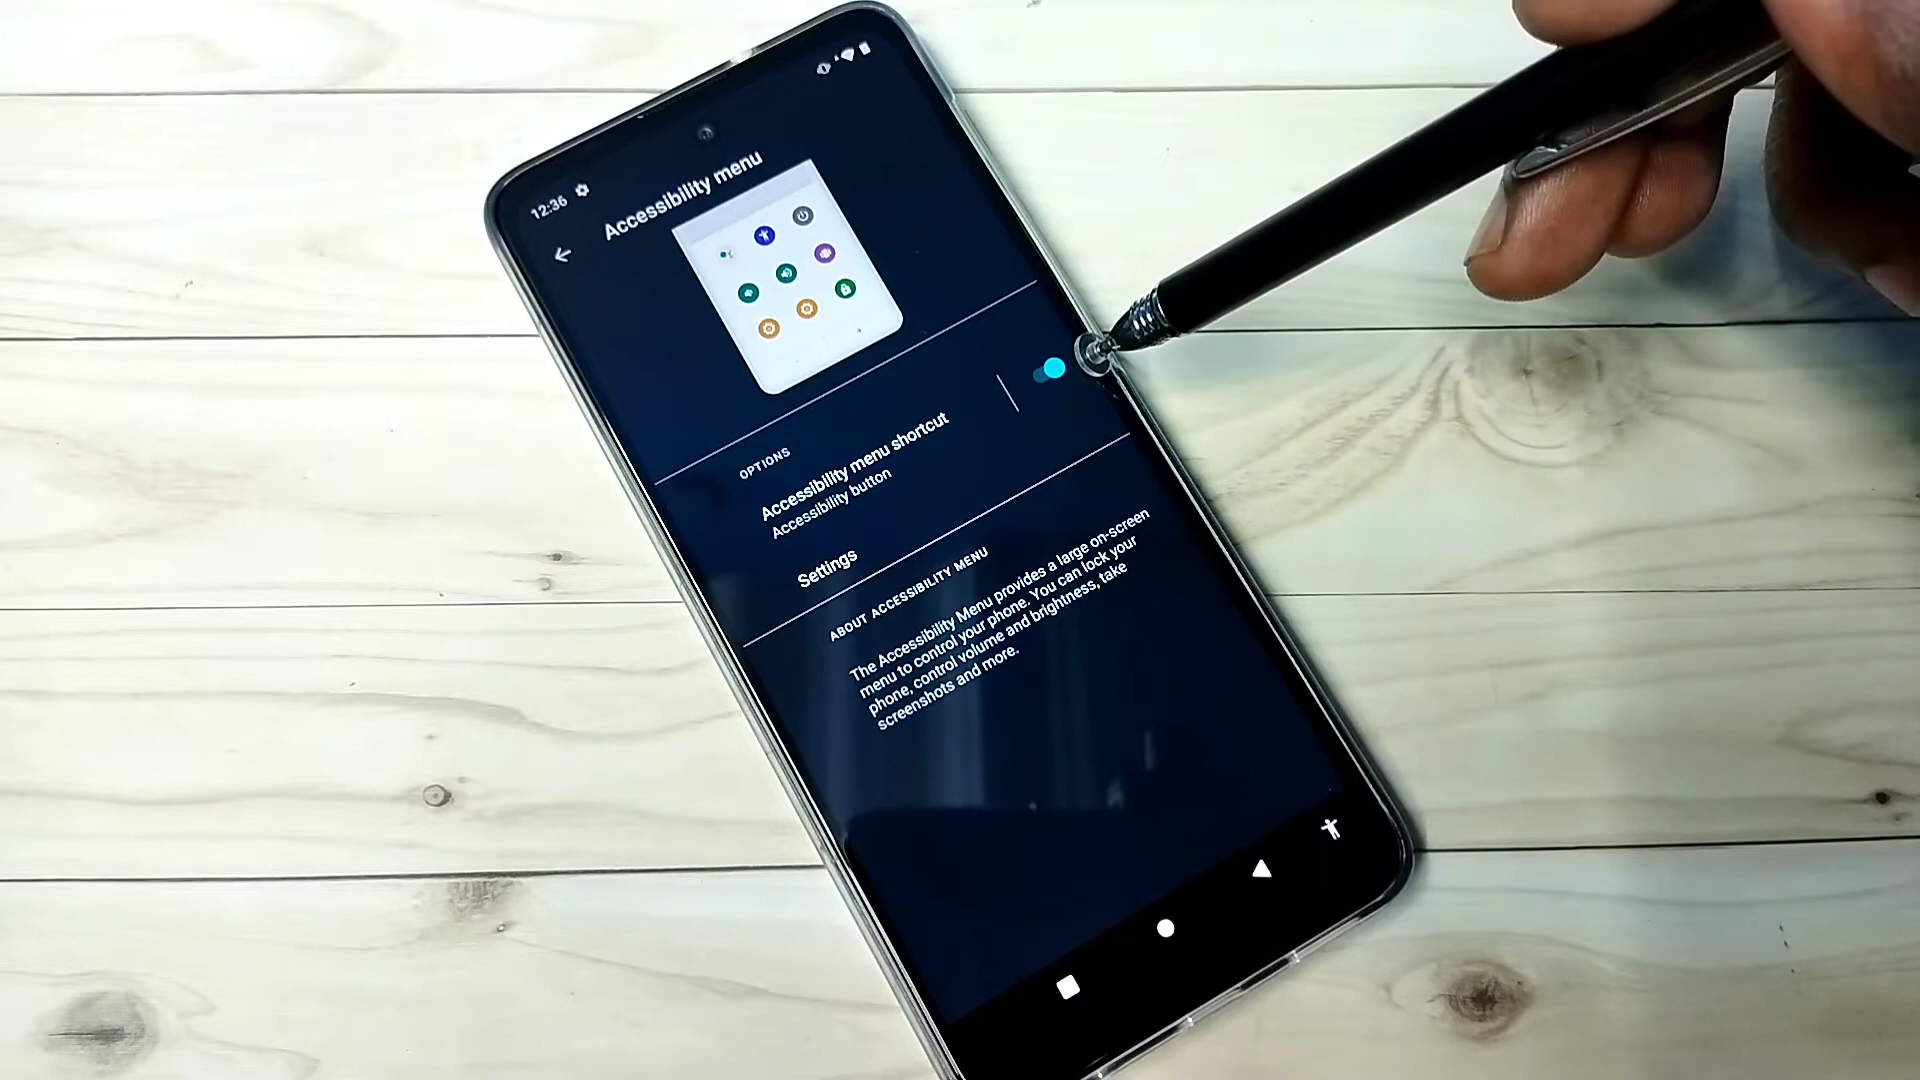 12:36
Accessibility menu
OPTIONS
Accessibility menu shortcut
Accessibility button
Settings
ABOUT ACCESSIBILITY MENU
The Accessibility Menu provides a large on-screen
menu to control your phone. You can lock your
phone, control volume and brightness, take
screenshots and more.